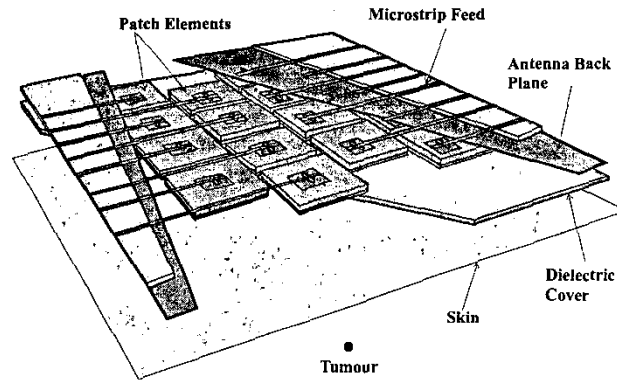 Microstrip Feed
Patch Elements
Antenna Back
Plane
Dielectric
Cover
Skin
Tumour